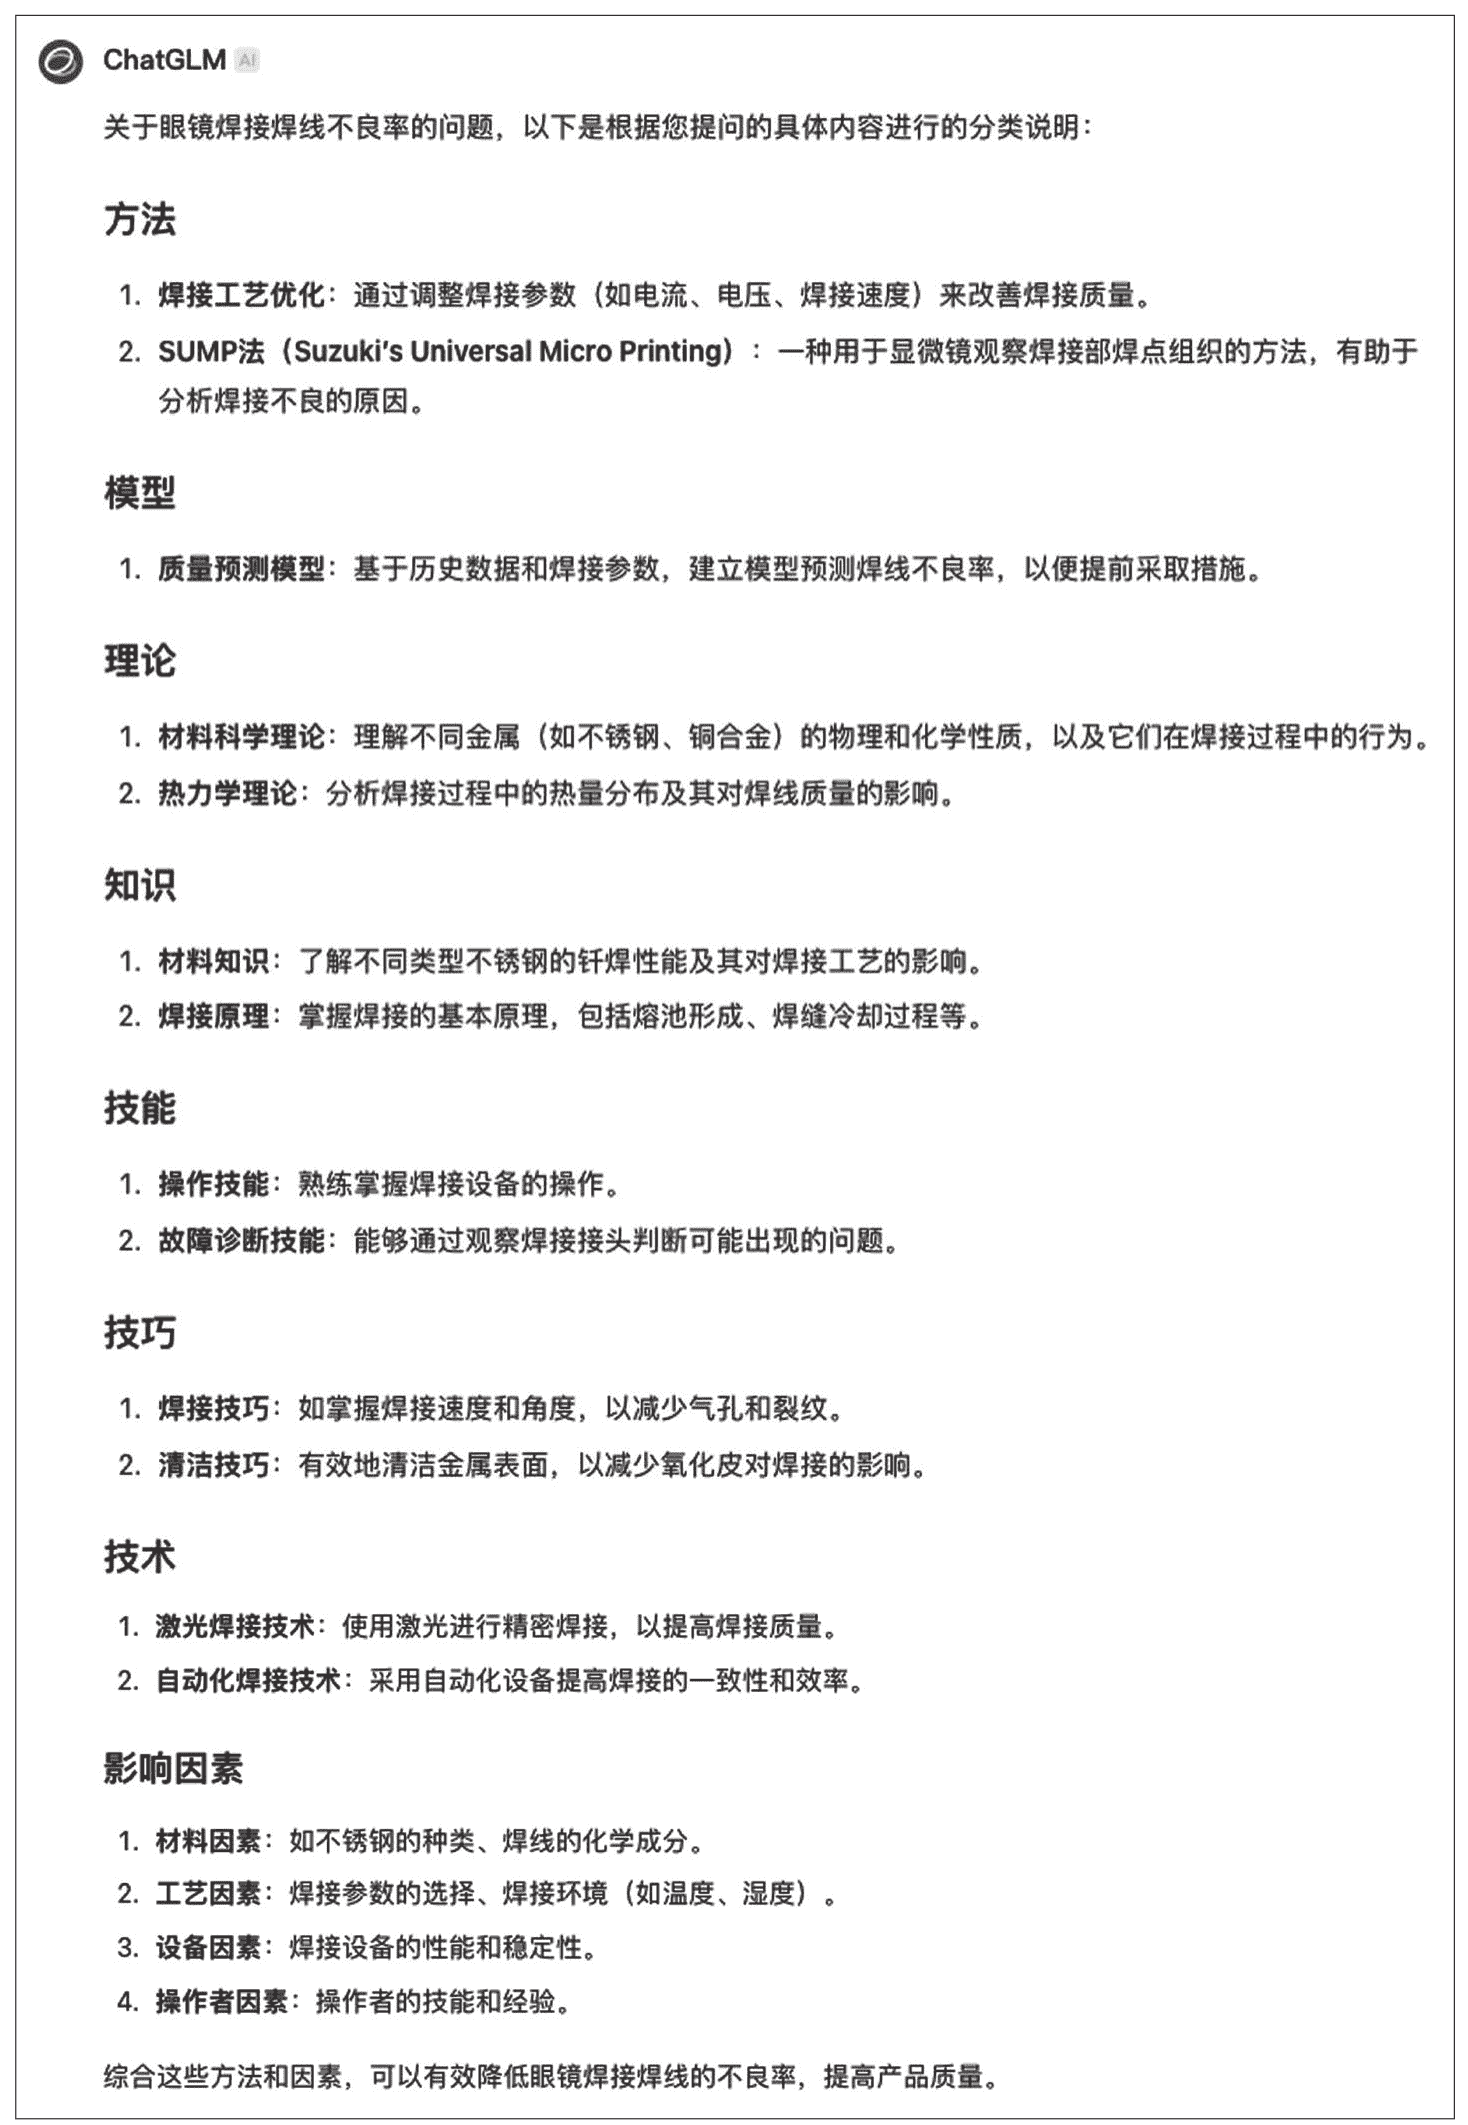 ChatGLM AI
关于眼镜焊接焊线不良率的问题，以下是根据您提问的具体内容进行的分类说明：
方法
1. 焊接工艺优化：通过调整焊接参数（如电流、电压、焊接速度）来改善焊接质量。
2. SUMP法（Suzuki's Universal Micro Printing）：一种用于显微镜观察焊接部焊点组织的方法，有助于
分析焊接不良的原因。
模型
1. 质量预测模型：基于历史数据和焊接参数，建立模型预测焊线不良率，以便提前采取措施。
理论
1. 材料科学理论：理解不同金属（如不锈钢、铜合金）的物理和化学性质，以及它们在焊接过程中的行为。
2. 热力学理论：分析焊接过程中的热量分布及其对焊线质量的影响。
知识
1. 材料知识：了解不同类型不锈钢的钎焊性能及其对焊接工艺的影响。
2. 焊接原理：掌握焊接的基本原理，包括熔池形成、焊缝冷却过程等。
技能
1. 操作技能：熟练掌握焊接设备的操作。
2. 故障诊断技能：能够通过观察焊接接头判断可能出现的问题。
技巧
1. 焊接技巧：如掌握焊接速度和角度，以减少气孔和裂纹。
2. 清洁技巧：有效地清洁金属表面，以减少氧化皮对焊接的影响。
技术
1. 激光焊接技术：使用激光进行精密焊接，以提高焊接质量。
2. 自动化焊接技术：采用自动化设备提高焊接的一致性和效率。
影响因素
1. 材料因素：如不锈钢的种类、焊线的化学成分。
2. 工艺因素：焊接参数的选择、焊接环境（如温度、湿度）。
3. 设备因素：焊接设备的性能和稳定性。
4. 操作者因素：操作者的技能和经验。
综合这些方法和因素，可以有效降低眼镜焊接焊线的不良率，提高产品质量。